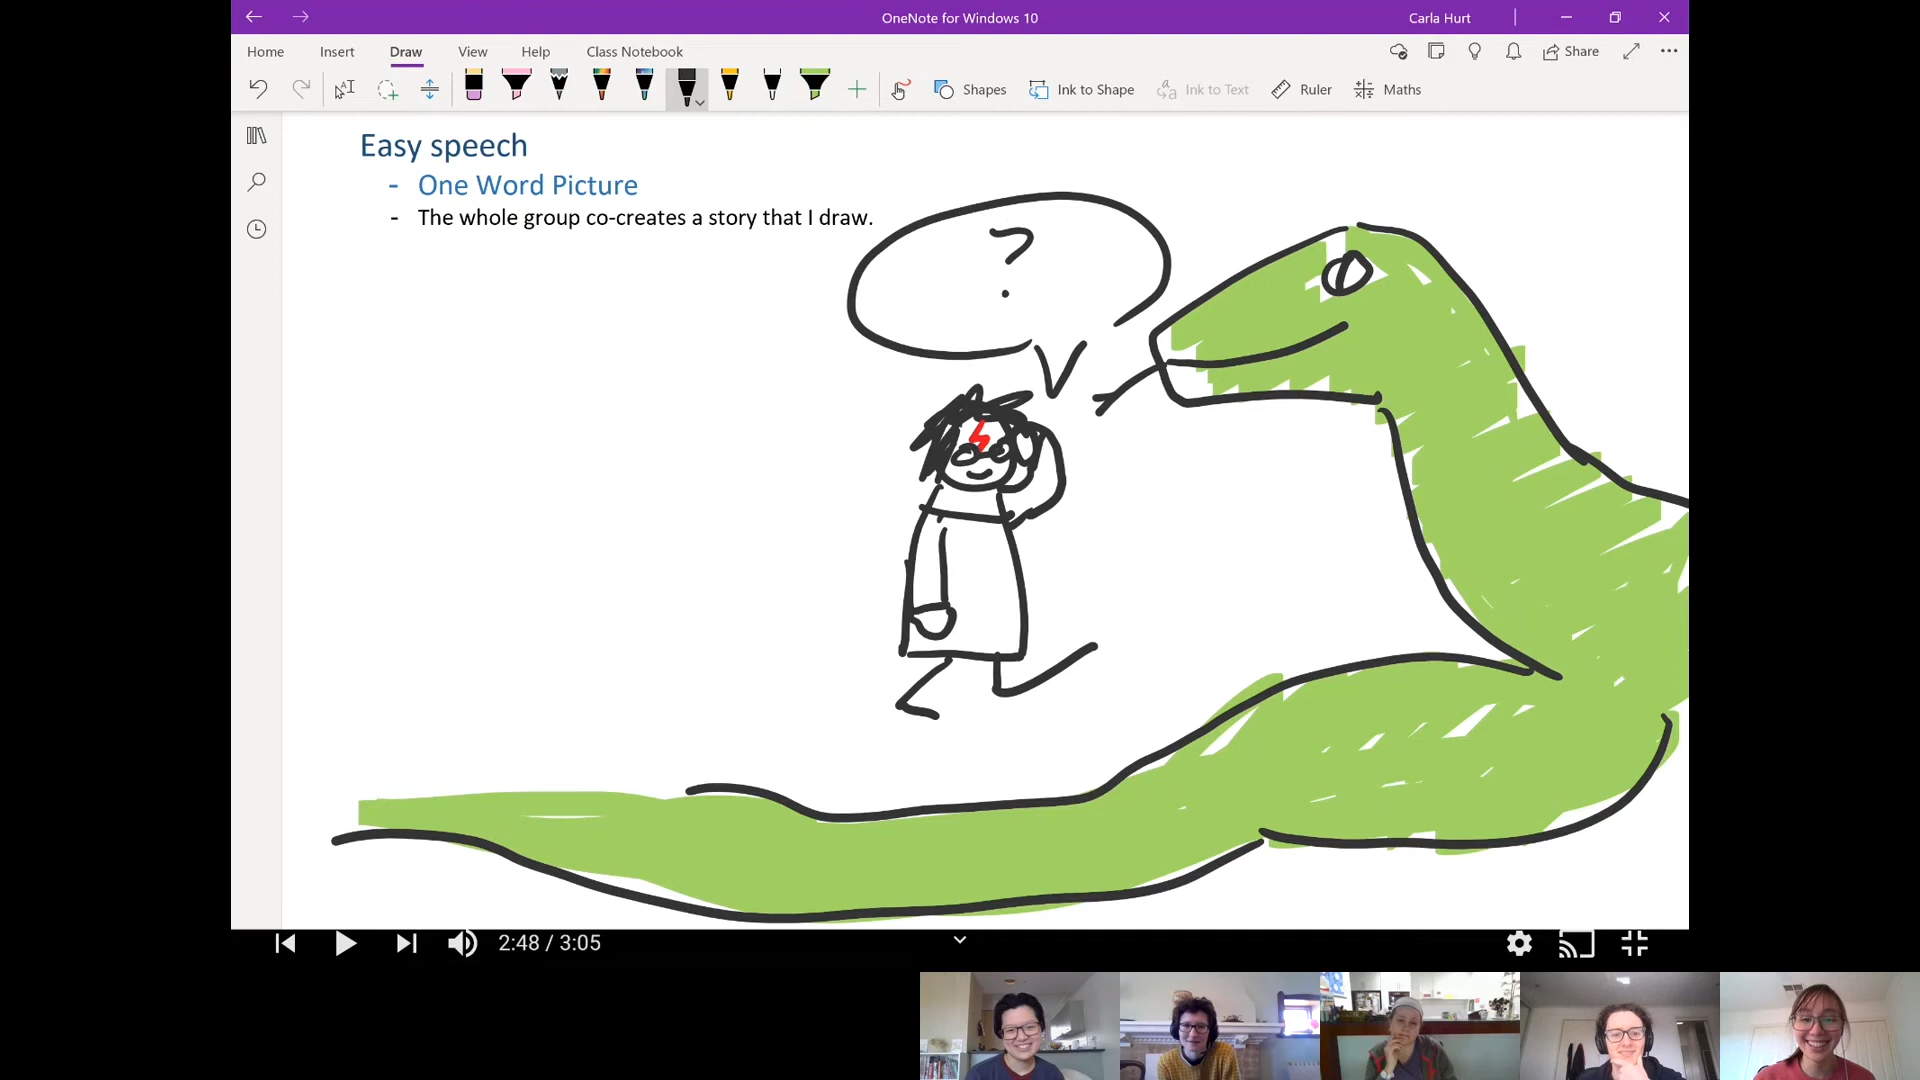 OneNote for Windows 10
Carla Hurt
Home Insert Draw View Help Class Notebook
Share
Shapes Ink to Shape Ink to Text Ruler Maths
Easy speech
- One Word Picture
- The whole group co-creates a story that I draw.
?
2:48 / 3:05